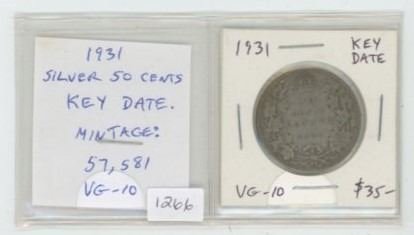 1931
SILVER 50 CENTS
KEY DATE.
MINTAGE:
57,581
VG-10
1266
1931
KEY
DATE
VG-10
$35-